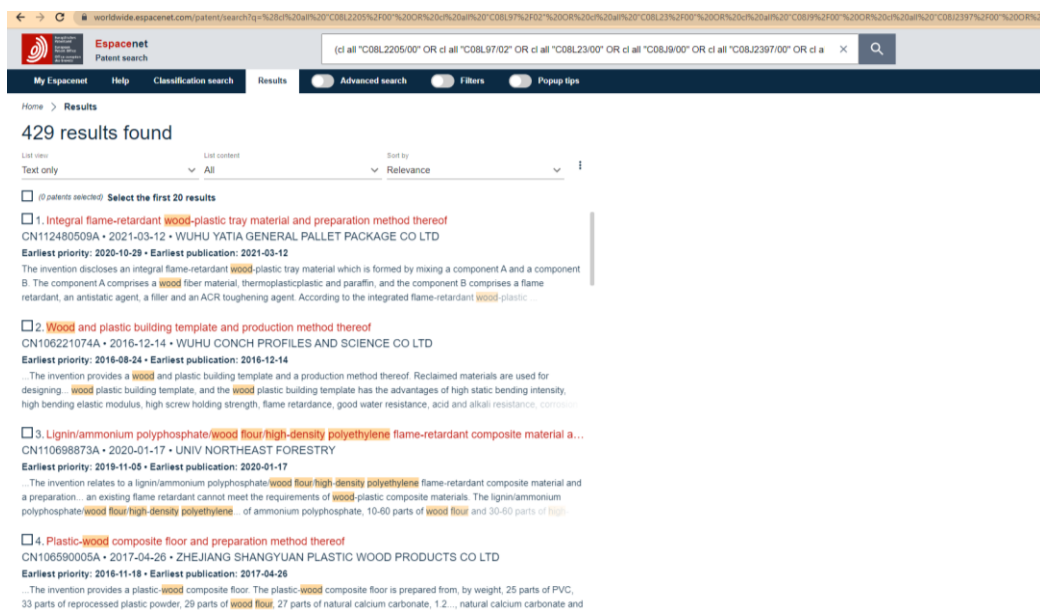 worldwide.espacenet.com/patent/search?q=%28cl%20all%20"C08L2205%2F00"%20OR%20cl%20all%20"C08L97%2F02"%20OR%20cl%20all%20"C08L23%2F00"%20OR%20cl%20all%20"C08J9%2F00"%20OR%20cl%20all%20"C08J2397%2F00"%20OR%20cl%20all%20"
Espacenet
Patent search
(cl all "C08L2205/00" OR cl all "C08L97/02" OR cl all "C08L23/00" OR cl all "C08J9/00" OR cl all "C08J2397/00" OR cl a
My Espacenet Help Classification search Results Advanced search Filters Popup tips
Home > Results
429 results found
List view List content Sort by
Text only All Relevance
(0 patents selected) Select the first 20 results
1. Integral flame-retardant wood-plastic tray material and preparation method thereof
CN112480509A • 2021-03-12 • WUHU YATIA GENERAL PALLET PACKAGE CO LTD
Earliest priority: 2020-10-29 • Earliest publication: 2021-03-12
The invention discloses an integral flame-retardant wood-plastic tray material which is formed by mixing a component A and a component
B. The component A comprises a wood fiber material, thermoplasticplastic and paraffin, and the component B comprises a flame
retardant, an antistatic agent, a filler and an ACR toughening agent. According to the integrated flame-retardant wood-plastic ...
2. Wood and plastic building template and production method thereof
CN106221074A • 2016-12-14 • WUHU CONCH PROFILES AND SCIENCE CO LTD
Earliest priority: 2016-08-24 • Earliest publication: 2016-12-14
...The invention provides a wood and plastic building template and a production method thereof. Reclaimed materials are used for
designing... wood plastic building template, and the wood plastic building template has the advantages of high static bending intensity,
high bending elastic modulus, high screw holding strength, flame retardance, good water resistance, acid and alkali resistance,
3. Lignin/ammonium polyphosphate/wood flour/high-density polyethylene flame-retardant composite material a...
CN110698873A • 2020-01-17 • UNIV NORTHEAST FORESTRY
Earliest priority: 2019-11-05 • Earliest publication: 2020-01-17
...The invention relates to a lignin/ammonium polyphosphate/wood flour/high-density polyethylene flame-retardant composite material and
a preparation... an existing flame retardant cannot meet the requirements of wood-plastic composite materials. The lignin/ammonium
polyphosphate/wood flour/high-density polyethylene... of ammonium polyphosphate, 10-60 parts of wood flour and 30-60 parts of high-
4. Plastic-wood composite floor and preparation method thereof
CN106590005A • 2017-04-26 • ZHEJIANG SHANGYUAN PLASTIC WOOD PRODUCTS CO LTD
Earliest priority: 2016-11-18 • Earliest publication: 2017-04-26
...The invention provides a plastic-wood composite floor. The plastic-wood composite floor is prepared from, by weight, 25 parts of PVC,
33 parts of reprocessed plastic powder, 29 parts of wood flour, 27 parts of natural calcium carbonate, 1.2..., natural calcium carbonate and